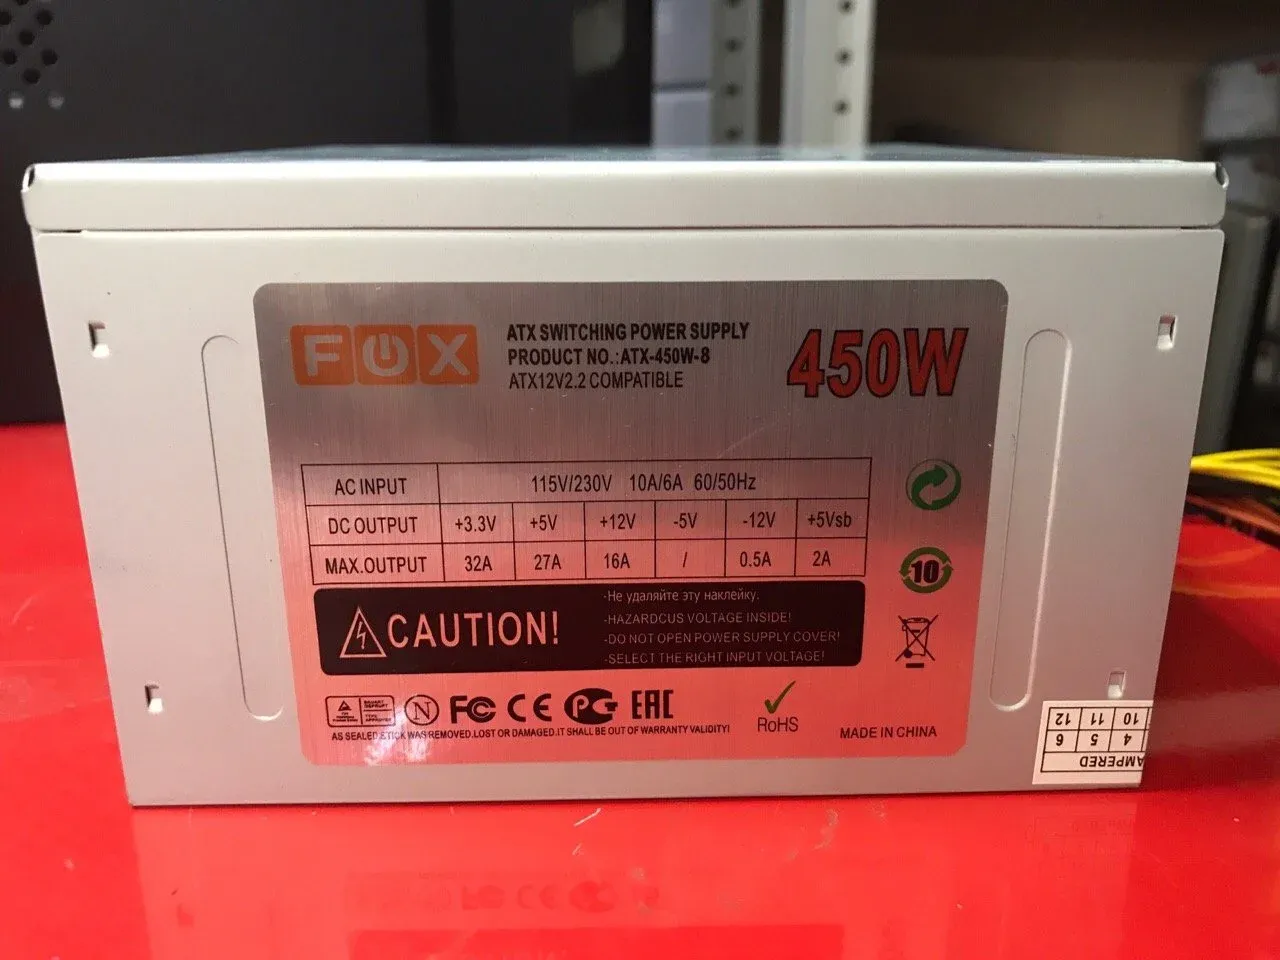 FOX
ATX SWITCHING POWER SUPPLY
PRODUCT NO.:ATX-450W-8
ATX12V2.2 COMPATIBLE
450W
AC INPUT 115V/230V 10A/6A 60/50Hz
DC OUTPUT +3.3V +5V +12V -5V -12V +5Vsb
MAX.OUTPUT 32A 27A 16A / 0.5A 2A
10
CAUTION!
-Не удаляйте эту наклейку.
-HAZARDCUS VOLTAGE INSIDE!
-DO NOT OPEN POWER SUPPLY COVER!
-SELECT THE RIGHT INPUT VOLTAGE!
N FC CE PG EAC
RoHS
AS SEALED STICK WAS REMOVED.LOST OR DAMAGED.IT SHALL BE OUT OF WARRANTY VALIDITY!
MADE IN CHINA
AMPERED
4 5 6
10 11 12